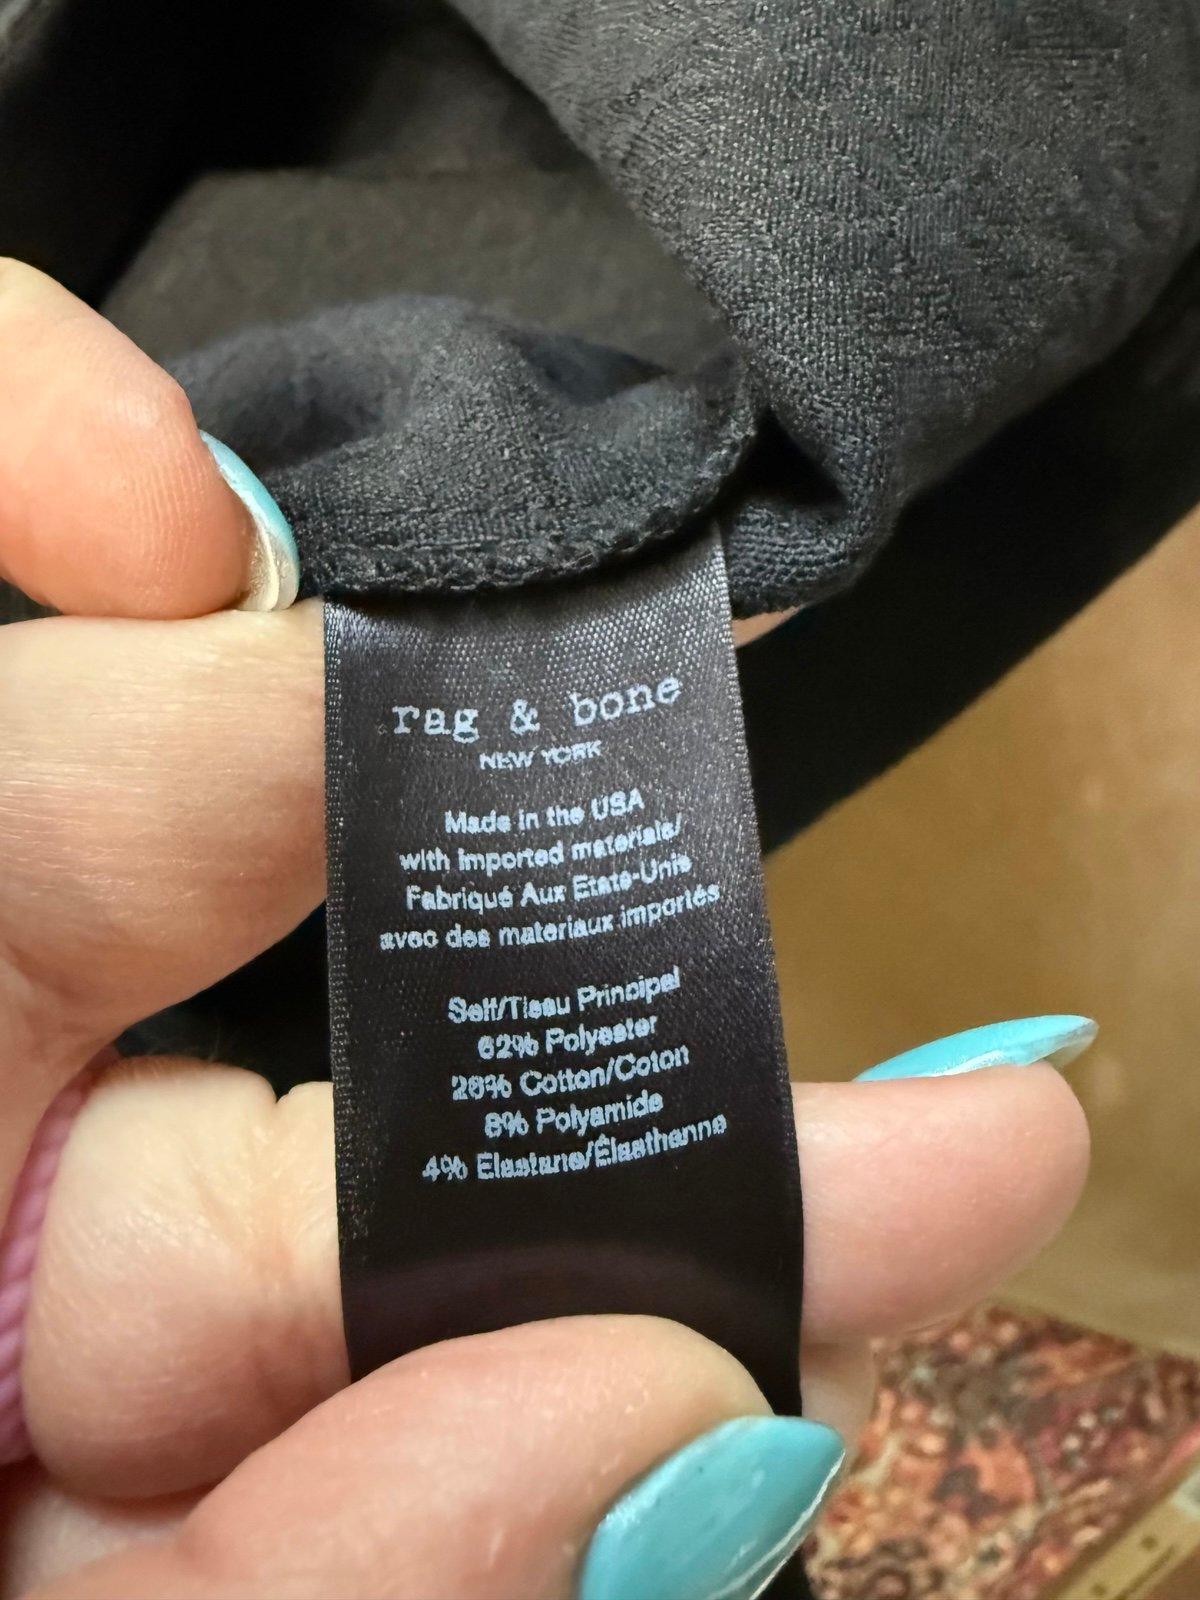 rag & bone
NEW YORK
Made in the USA
with imported materials/
Fabriqué Aux Etats-Unis
avec des materiaux importés
Self/Tissu Principal
62% Polyester
26% Cotton/Coton
8% Polyamide
4% Elastane/Élasthanne